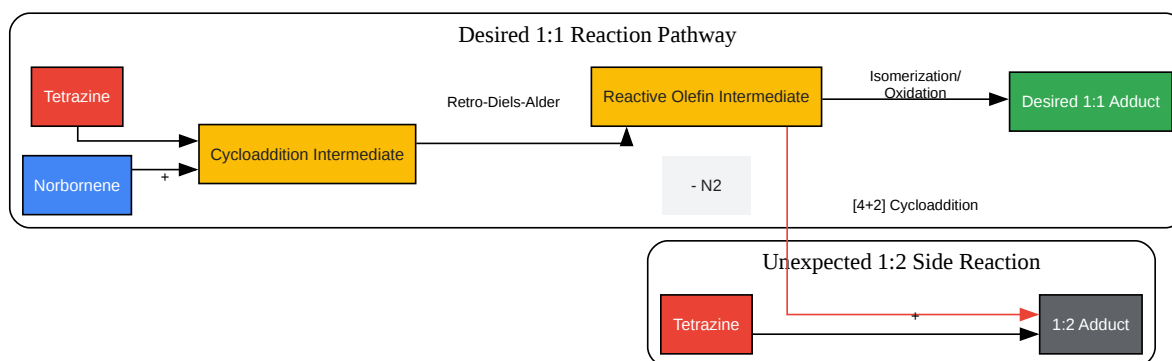 Desired 1:1 Reaction Pathway
Tetrazine
Norbornene
+
Cycloaddition Intermediate
Retro-Diels-Alder
Reactive Olefin Intermediate
Isomerization/
Oxidation
Desired 1:1 Adduct
- N2
[4+2] Cycloaddition
Unexpected 1:2 Side Reaction
Tetrazine
+
1:2 Adduct